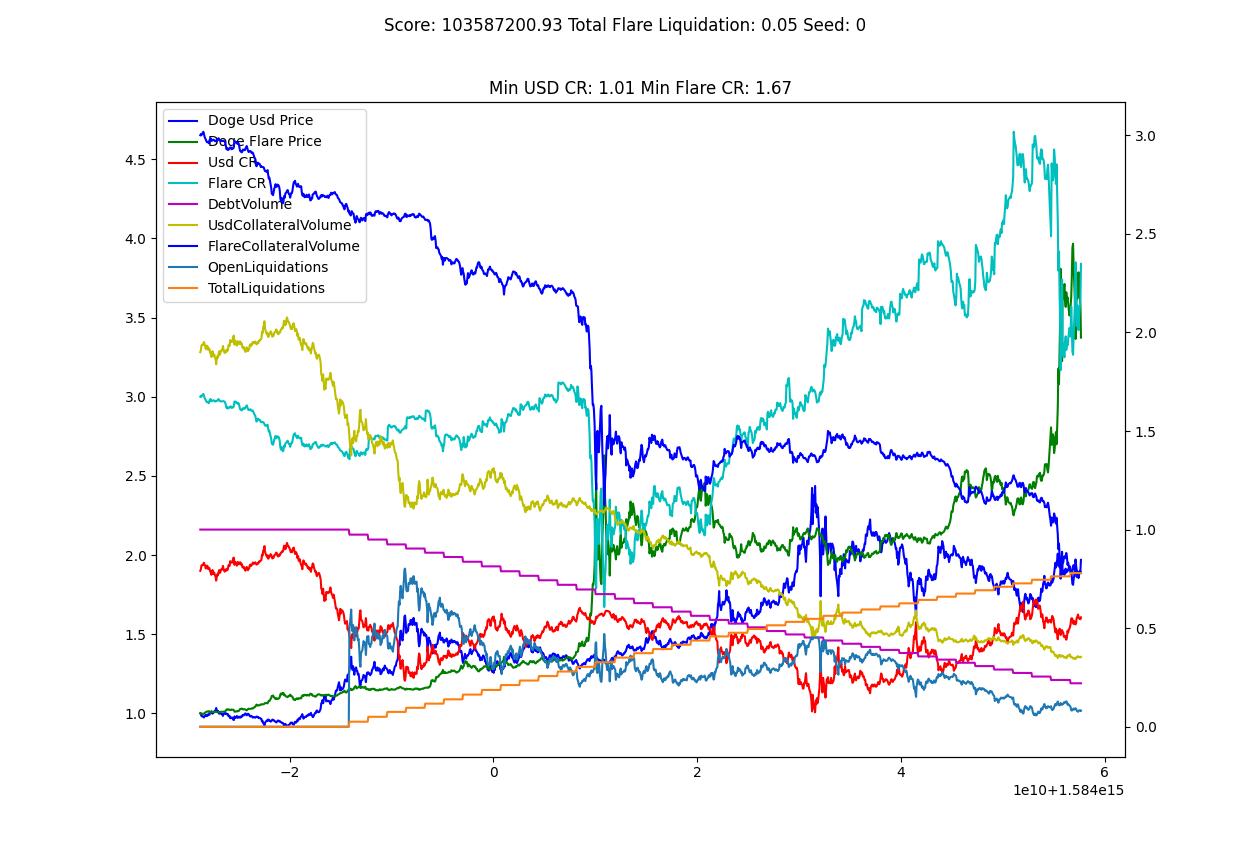 Score: 103587200.93 Total Flare Liquidation: 0.05 Seed: 0
Min USD CR: 1.01 Min Flare CR: 1.67
Doge Usd Price
Doge Flare Price
Usd CR
Flare CR
DebtVolume
UsdCollateralVolume
FlareCollateralVolume
OpenLiquidations
TotalLiquidations
4.5
4.0
3.5
3.0
2.5
2.0
1.5
1.0
3.0
2.5
2.0
1.5
1.0
0.5
0.0
−2
0
2
4
6
1e10+1.584e15